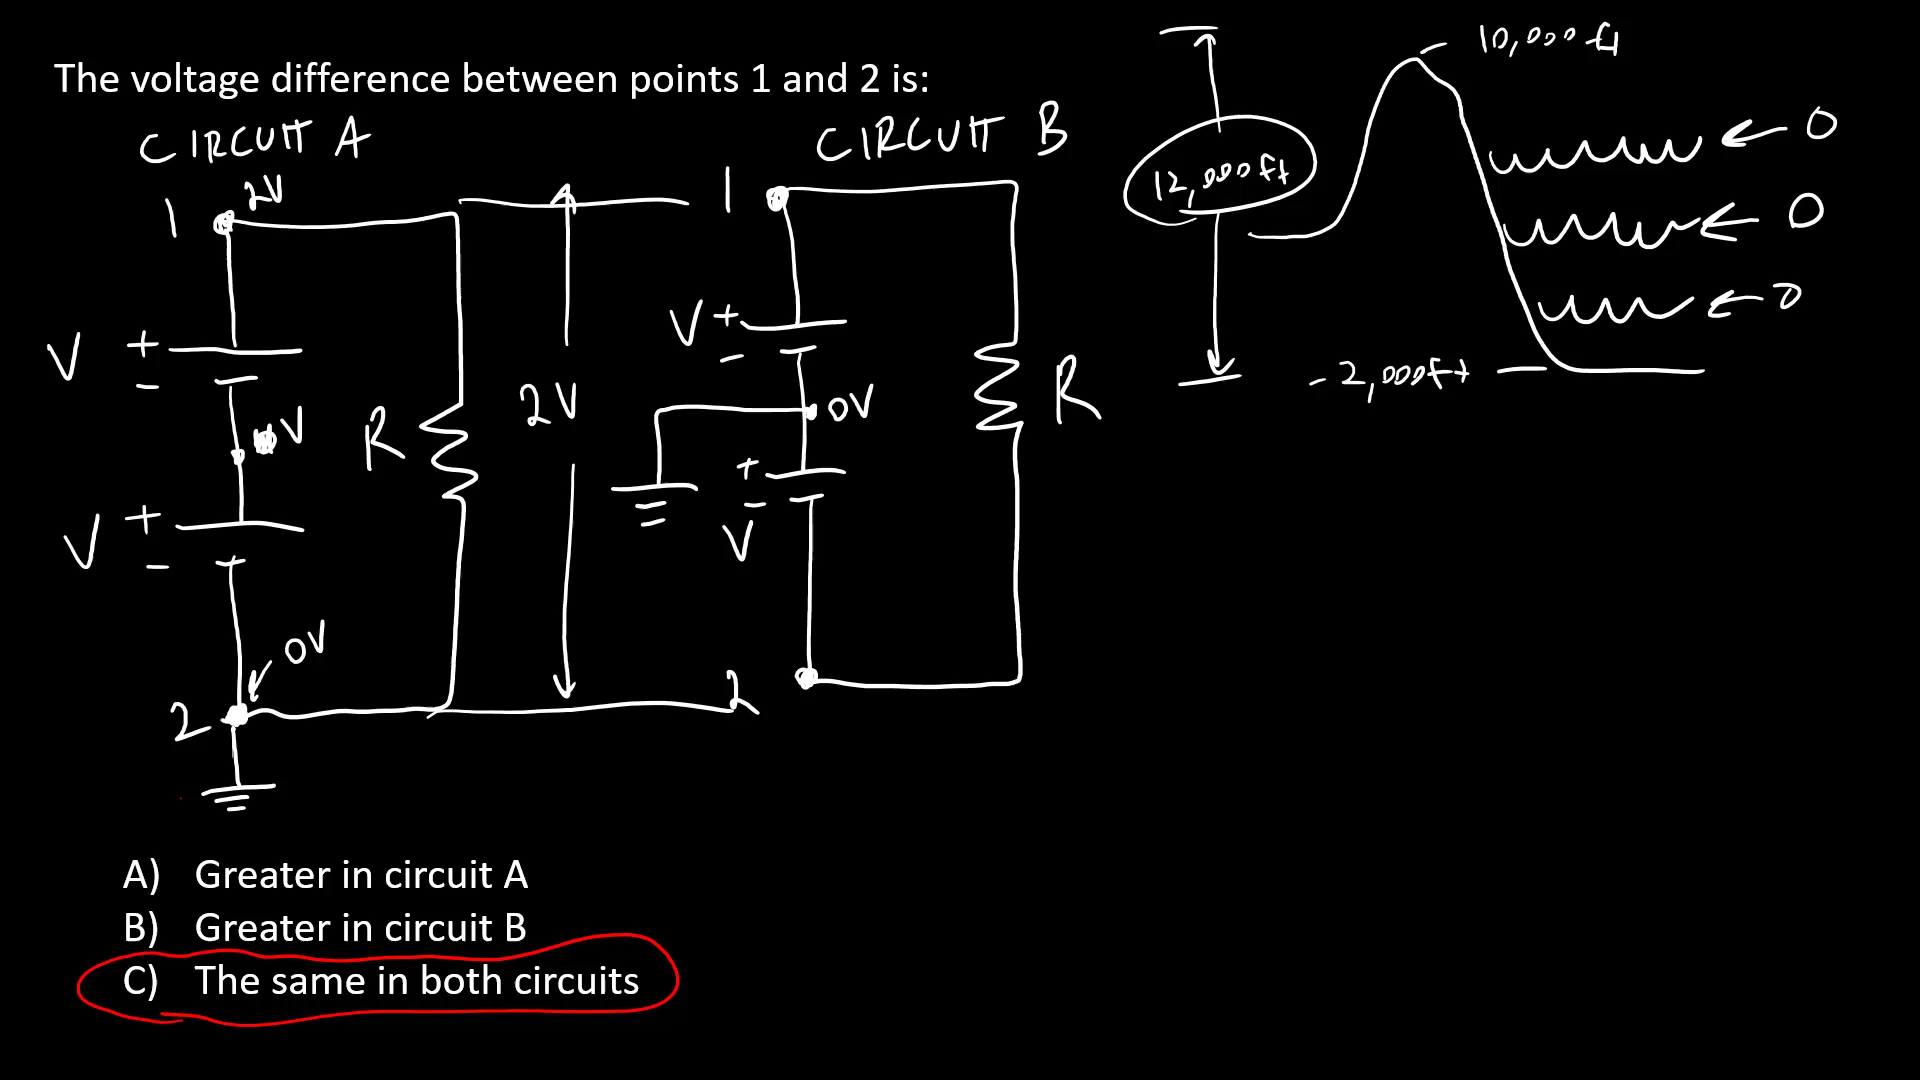 The voltage difference between points 1 and 2 is:
CIRCUIT A
1
2V
V
+
-
V
R
V
+
-
0V
2
2V
CIRCUIT B
1
V
+
-
0V
R
+
-
V
2
10,000 ft
12,000 ft
0
0
0
- 2,000 ft
A) Greater in circuit A
B) Greater in circuit B
C) The same in both circuits